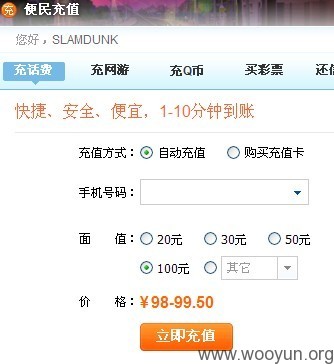 充 便民充值
您好，SLAMDUNK
充话费 充网游 充Q币 买彩票 还信
快捷、安全、便宜，1-10分钟到账
充值方式： 自动充值 购买充值卡
手机号码：
面 值： 20元 30元 50元
100元 其它
价 格： ¥98-99.50
立即充值
www.wooyun.org